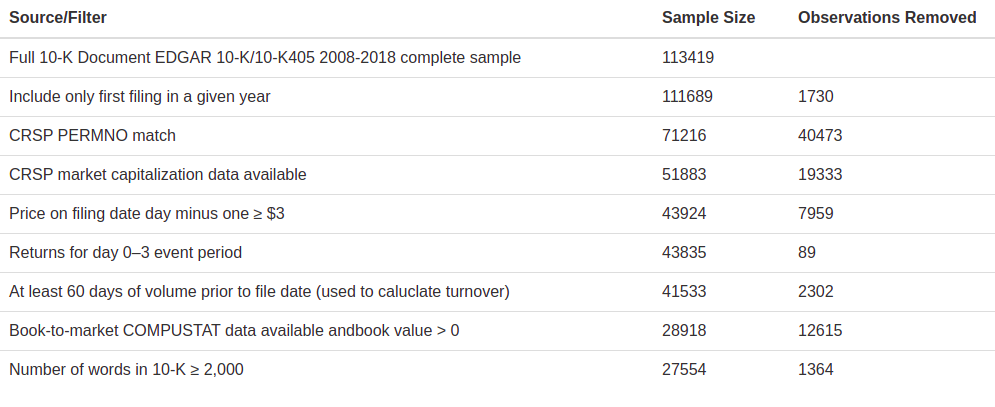 Source/Filter Sample Size Observations Removed
Full 10-K Document EDGAR 10-K/10-K405 2008-2018 complete sample 113419
Include only first filing in a given year 111689 1730
CRSP PERMNO match 71216 40473
CRSP market capitalization data available 51883 19333
Price on filing date day minus one ≥ $3 43924 7959
Returns for day 0–3 event period 43835 89
At least 60 days of volume prior to file date (used to caluclate turnover) 41533 2302
Book-to-market COMPUSTAT data available andbook value > 0 28918 12615
Number of words in 10-K ≥ 2,000 27554 1364